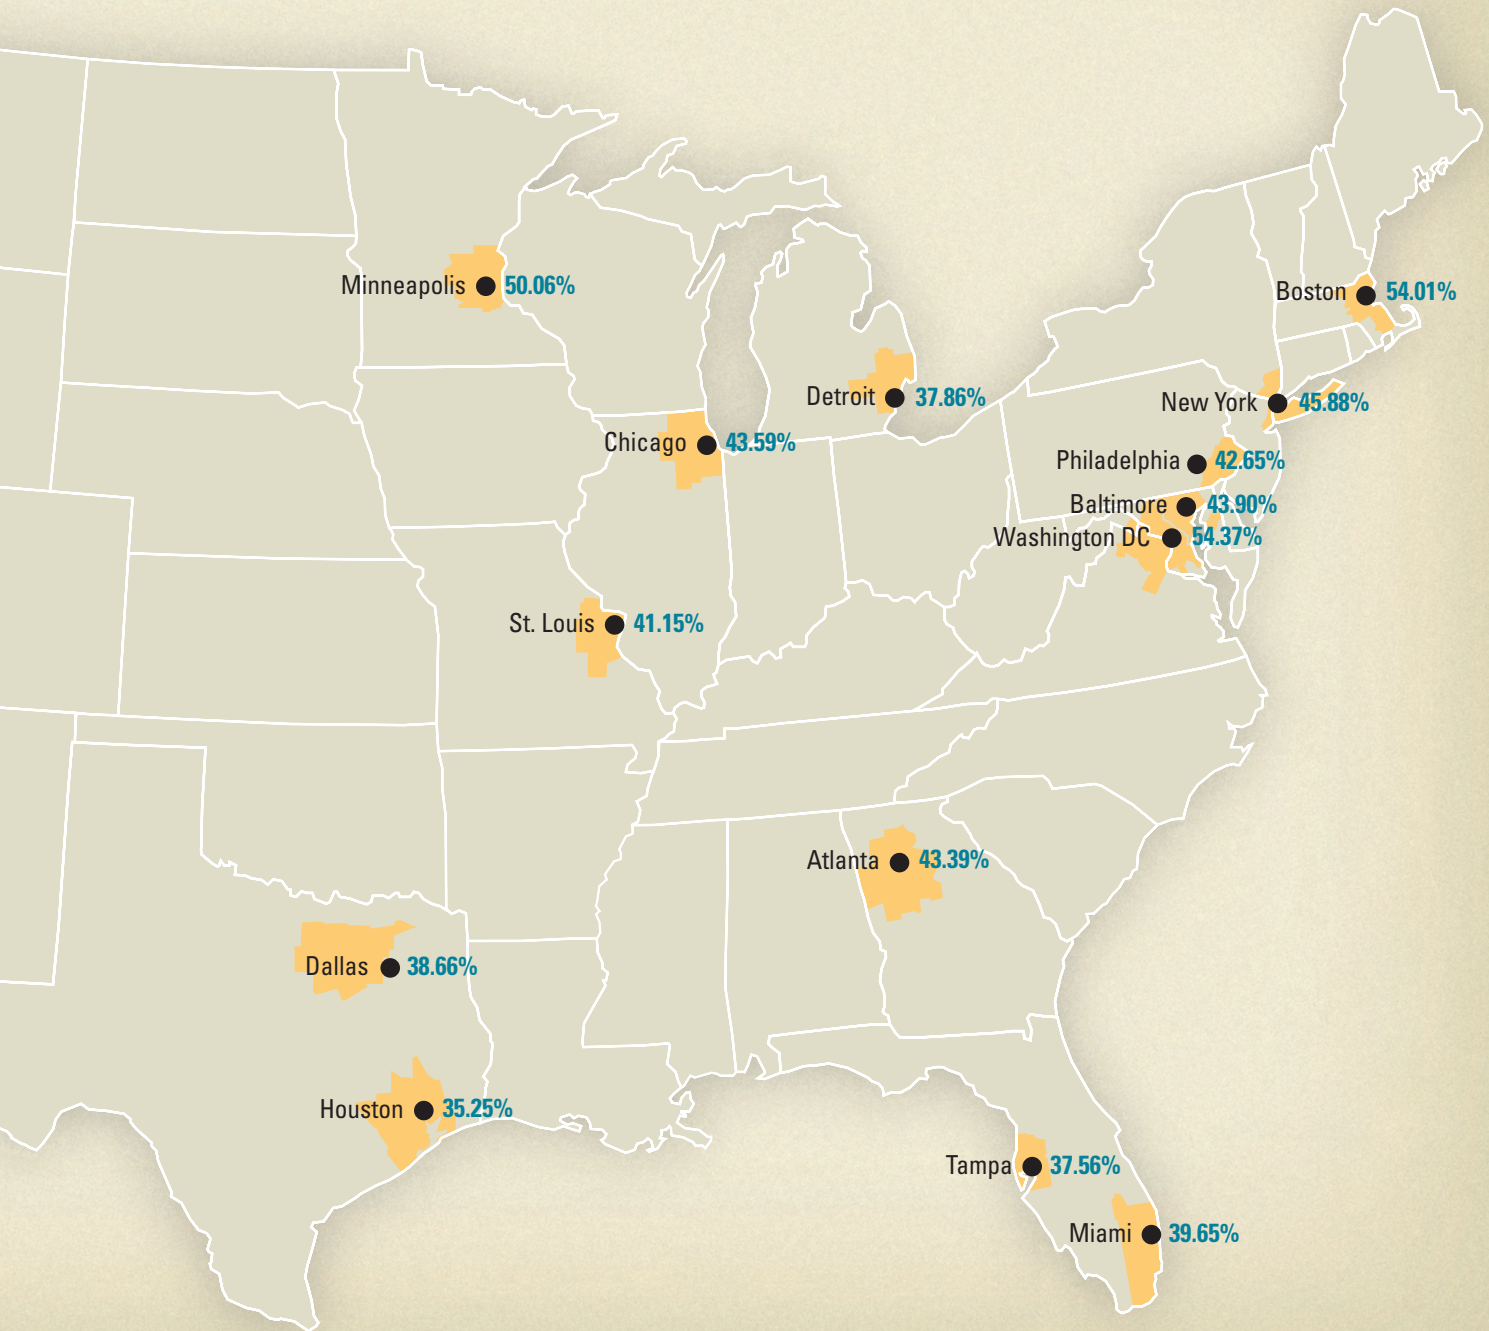 Minneapolis 50.06%
Boston 54.01%
Detroit 37.86%
New York 45.88%
Chicago 43.59%
Philadelphia 42.65%
Baltimore 43.90%
Washington DC 54.37%
St. Louis 41.15%
Atlanta 43.39%
Dallas 38.66%
Houston 35.25%
Tampa 37.56%
Miami 39.65%